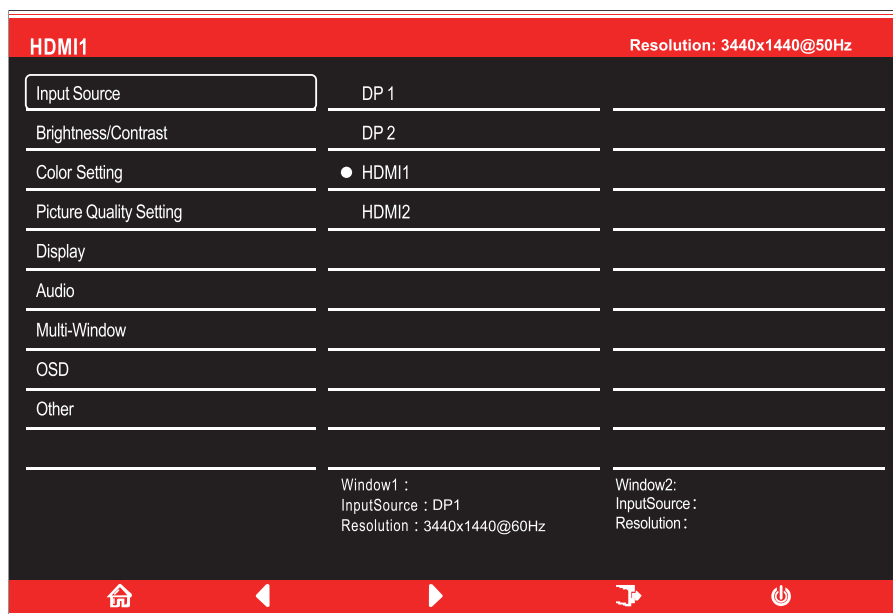 HDMI1
Resolution: 3440x1440@50Hz
Input Source
Brightness/Contrast
Color Setting
Picture Quality Setting
Display
Audio
Multi-Window
OSD
Other
DP 1
DP 2
HDMI1
HDMI2
Window1 :
InputSource : DP1
Resolution : 3440x1440@60Hz
Window2:
InputSource :
Resolution :